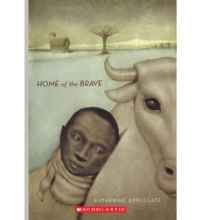 HOME of the BRAVE
KATHERINE APPLEGATE
SCHOLASTIC